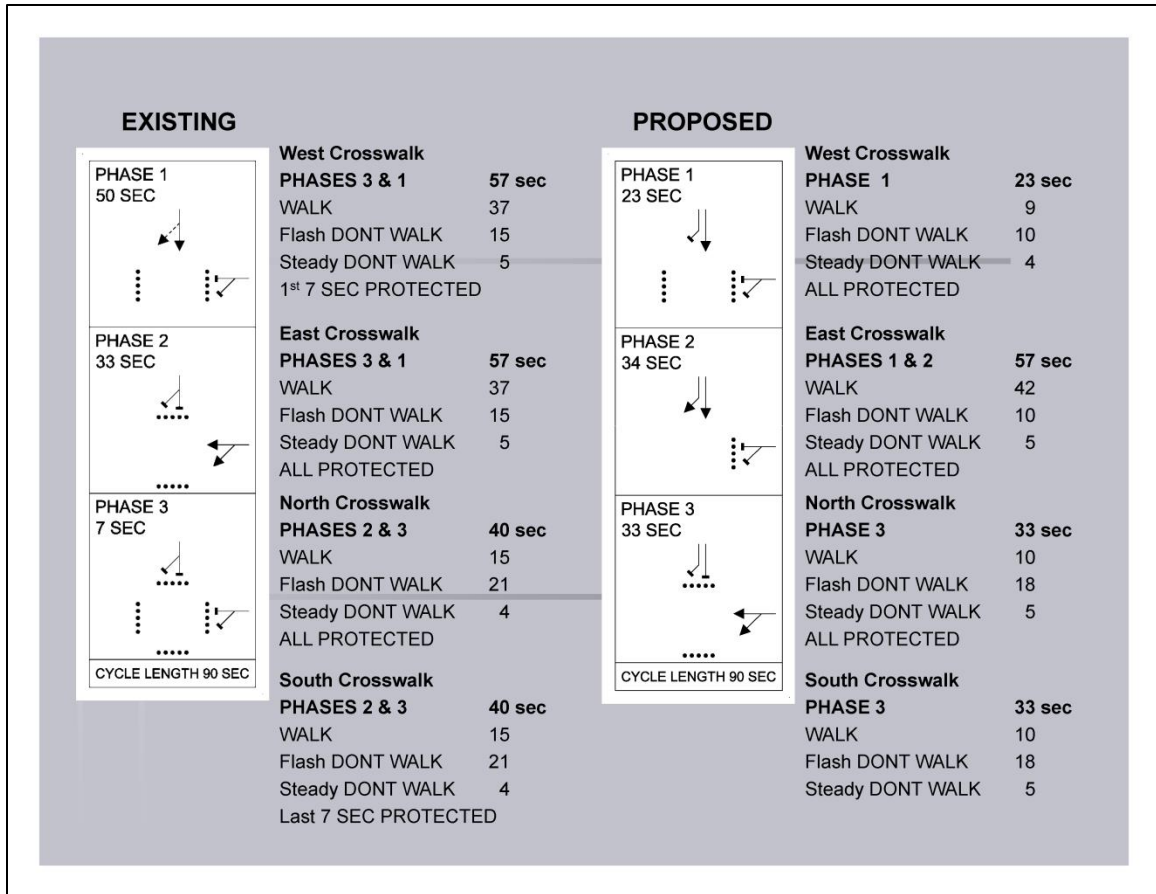 EXISTING
PHASE 1
50 SEC
PHASE 2
33 SEC
PHASE 3
7 SEC
CYCLE LENGTH 90 SEC
West Crosswalk
PHASES 3 & 1 57 sec
WALK 37
Flash DONT WALK 15
Steady DONT WALK 5
1st 7 SEC PROTECTED
East Crosswalk
PHASES 3 & 1 57 sec
WALK 37
Flash DONT WALK 15
Steady DONT WALK 5
ALL PROTECTED
North Crosswalk
PHASES 2 & 3 40 sec
WALK 15
Flash DONT WALK 21
Steady DONT WALK 4
ALL PROTECTED
South Crosswalk
PHASES 2 & 3 40 sec
WALK 15
Flash DONT WALK 21
Steady DONT WALK 4
Last 7 SEC PROTECTED
PROPOSED
PHASE 1
23 SEC
PHASE 2
34 SEC
PHASE 3
33 SEC
CYCLE LENGTH 90 SEC
West Crosswalk
PHASE 1 23 sec
WALK 9
Flash DONT WALK 10
Steady DONT WALK 4
ALL PROTECTED
East Crosswalk
PHASES 1 & 2 57 sec
WALK 42
Flash DONT WALK 10
Steady DONT WALK 5
ALL PROTECTED
North Crosswalk
PHASE 3 33 sec
WALK 10
Flash DONT WALK 18
Steady DONT WALK 5
ALL PROTECTED
South Crosswalk
PHASE 3 33 sec
WALK 10
Flash DONT WALK 18
Steady DONT WALK 5